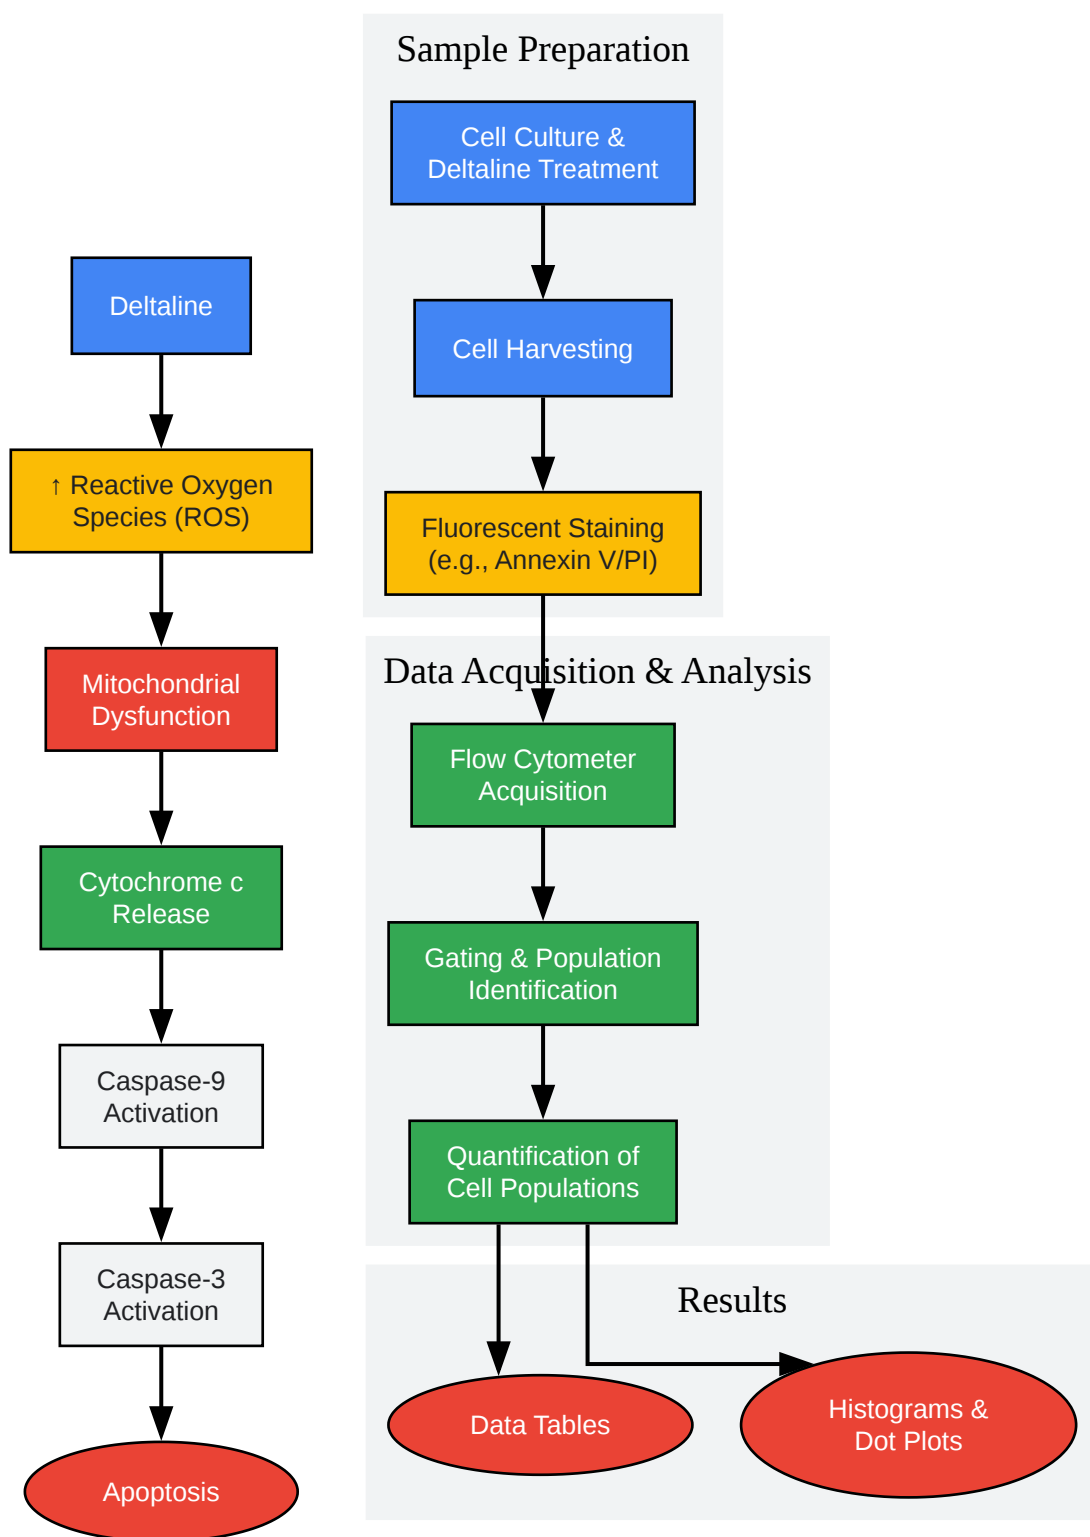 Deltaline
↑ Reactive Oxygen
Species (ROS)
Mitochondrial
Dysfunction
Cytochrome c
Release
Caspase-9
Activation
Caspase-3
Activation
Apoptosis
Sample Preparation
Cell Culture &
Deltaline Treatment
Cell Harvesting
Fluorescent Staining
(e.g., Annexin V/PI)
Data Acquisition & Analysis
Flow Cytometer
Acquisition
Gating & Population
Identification
Quantification of
Cell Populations
Results
Data Tables
Histograms &
Dot Plots